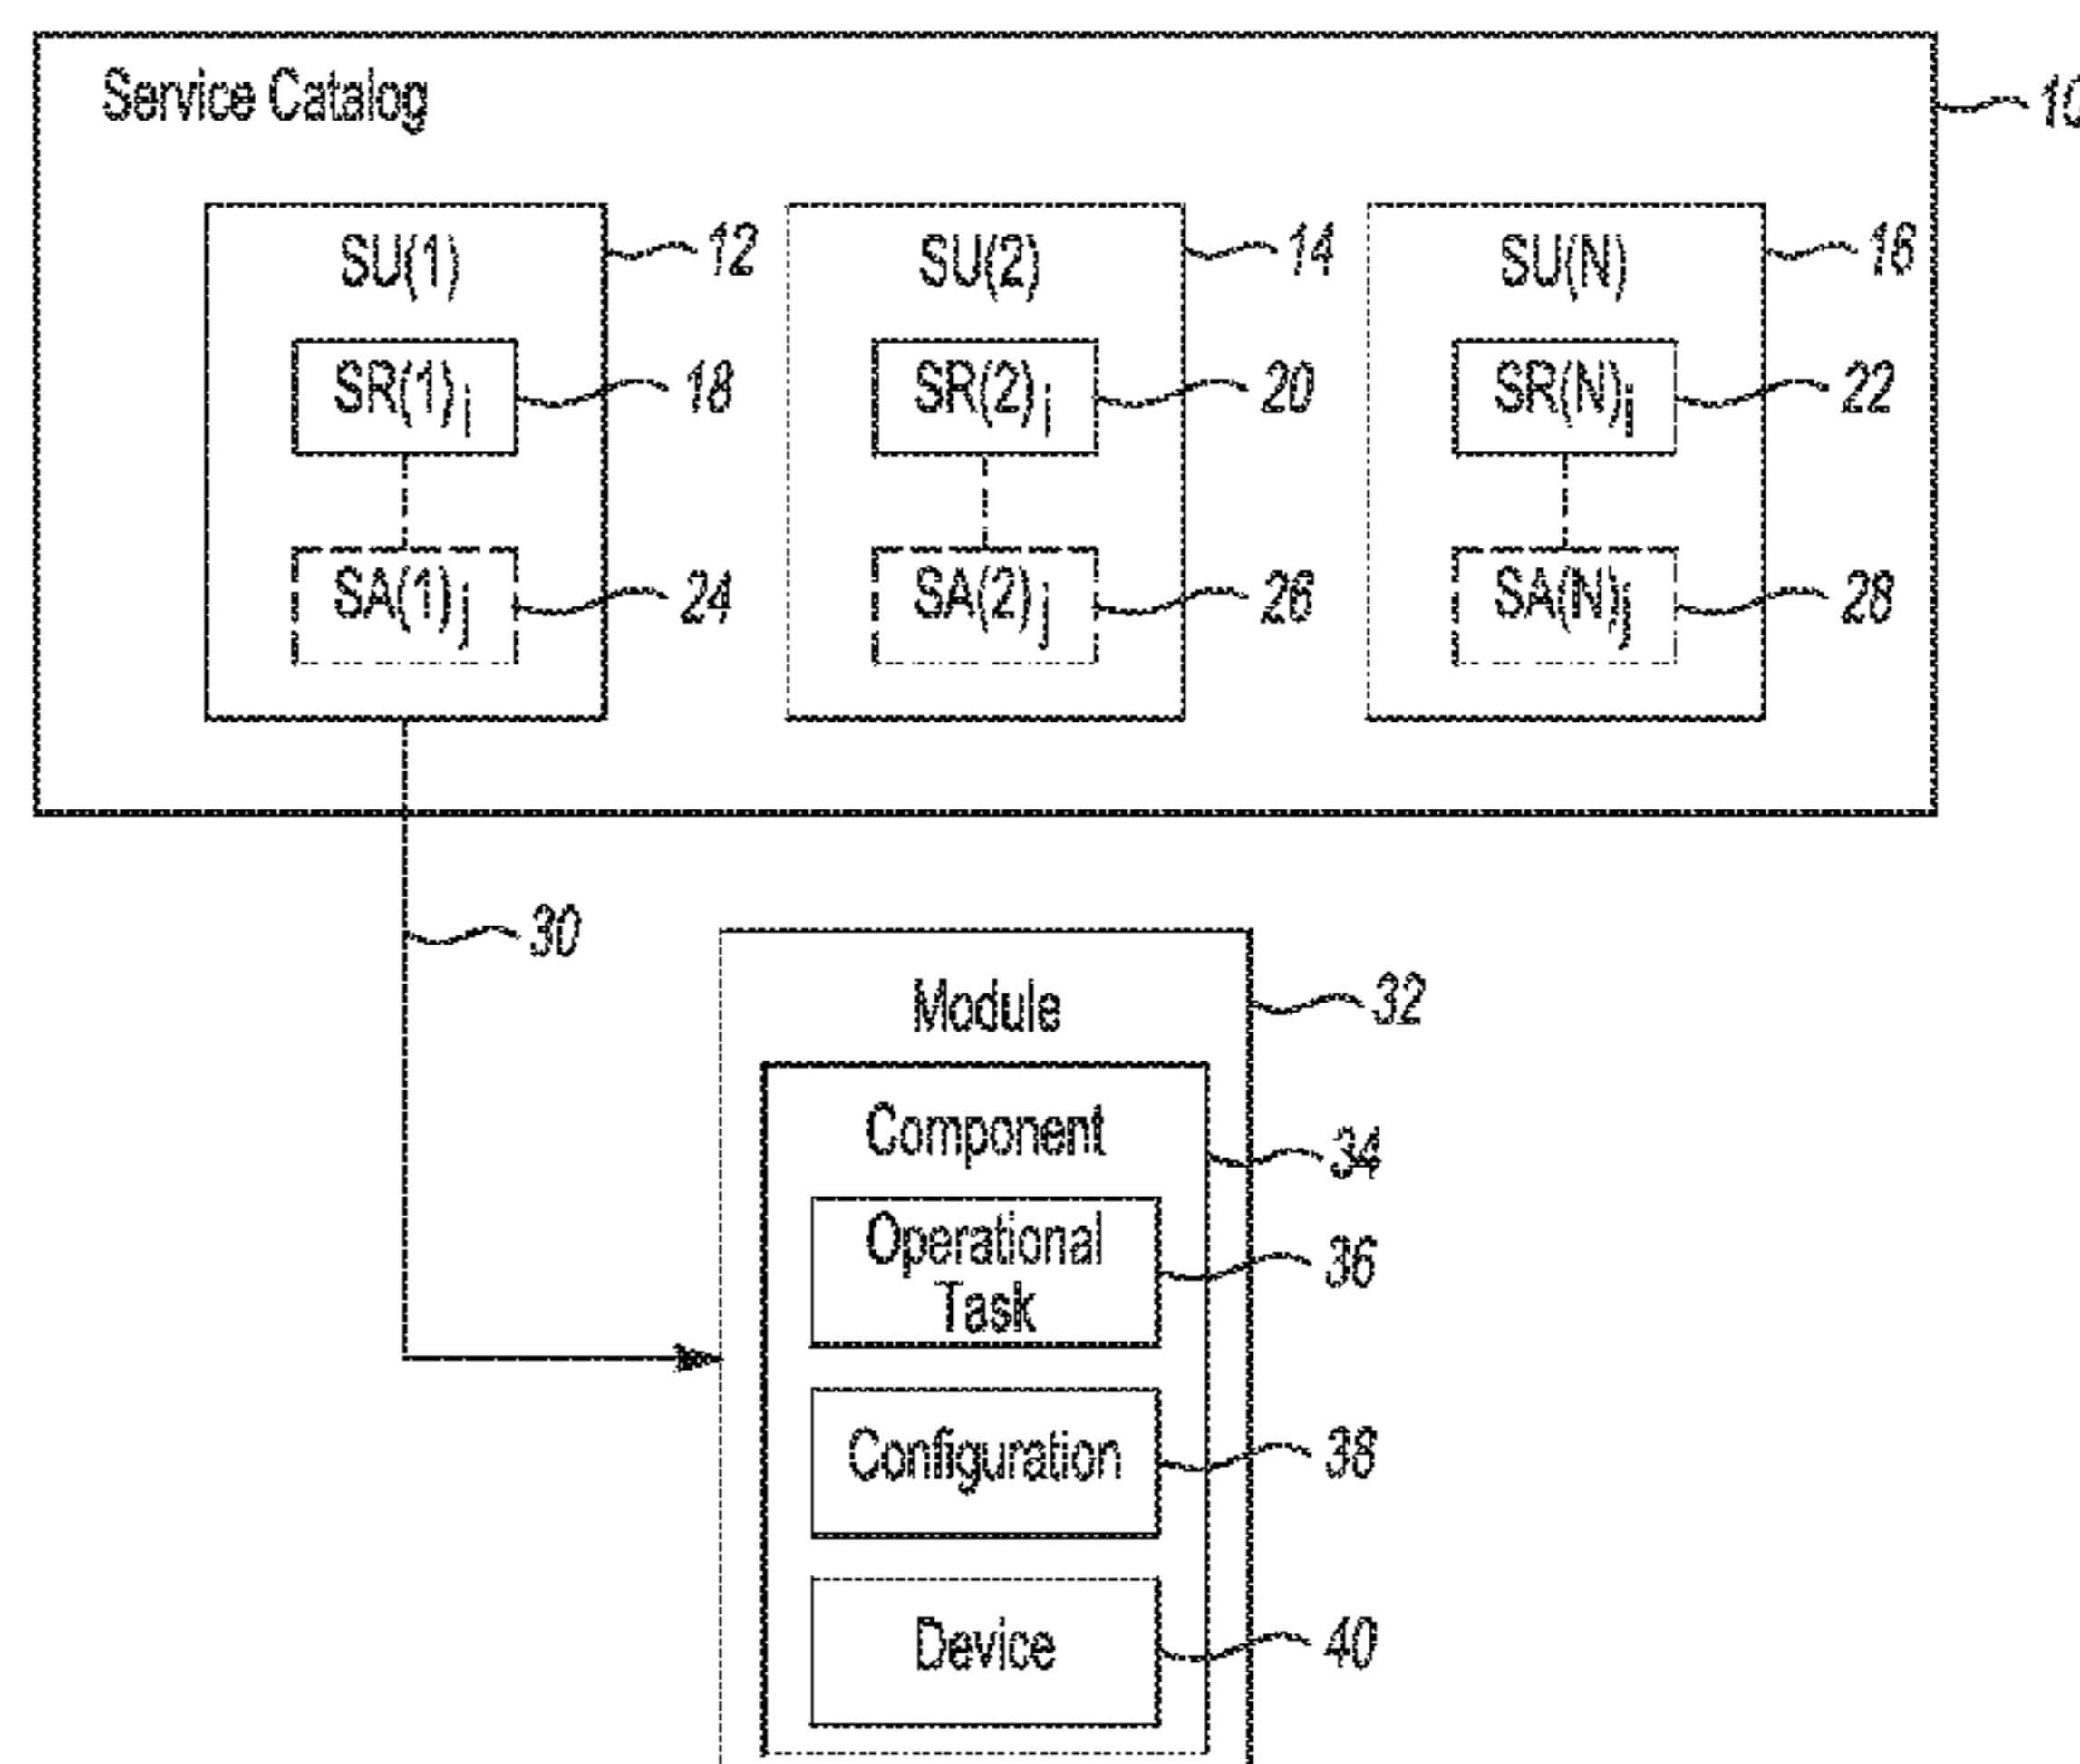 Service Catalog
10
SU(1)
12
SU(2)
14
SU(N)
16
SR(1)i
18
SR(2)i
20
SR(N)i
22
SA(1)j
24
SA(2)j
26
SA(N)j
28
30
Module
32
Component
34
Operational
Task
36
Configuration
38
Device
40